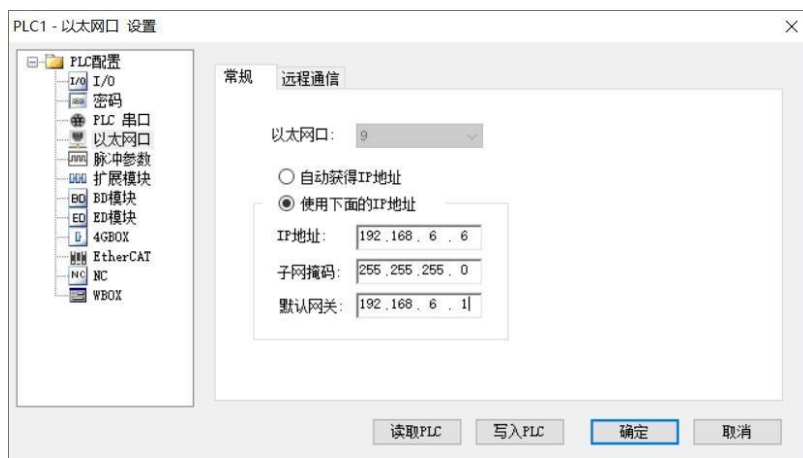 PLC1 - 以太网口 设置
PLC配置
I/O I/O
密码
PLC 串口
以太网口
脉冲参数
扩展模块
BD BD模块
ED ED模块
4GBOX
EtherCAT
NC NC
WBOX
常规 远程通信
以太网口: 9
自动获得IP地址
使用下面的IP地址
IP地址: 192 .168 . 6 . 6
子网掩码: 255 .255 .255 . 0
默认网关: 192 .168 . 6 . 1
读取PLC 写入PLC 确定 取消